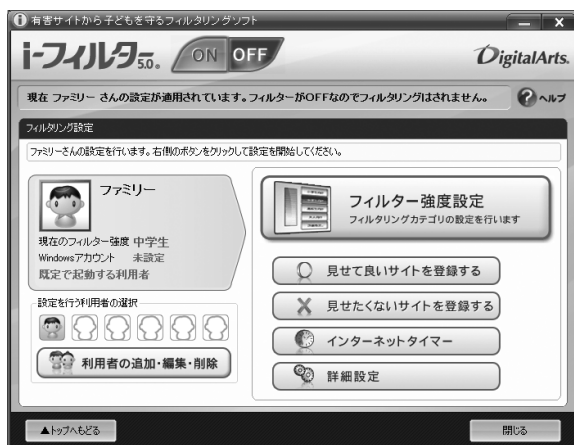 有害サイトから子どもを守るフィルタリングソフト
i-フィルター 5.0. ON OFF DigitalArts.
現在 ファミリー さんの設定が適用されています。フィルターがOFFなのでフィルタリングはされません。 ? ヘルプ
フィルタリング設定
ファミリーさんの設定を行います。右側のボタンをクリックして設定を開始してください。
ファミリー
現在のフィルター強度 中学生
Windowsアカウント 未設定
既定で起動する利用者
設定を行う利用者の選択
利用者の追加・編集・削除
フィルター強度設定
フィルタリングカテゴリの設定を行います
見せて良いサイトを登録する
見せたくないサイトを登録する
インターネットタイマー
詳細設定
▲トップへもどる
閉じる